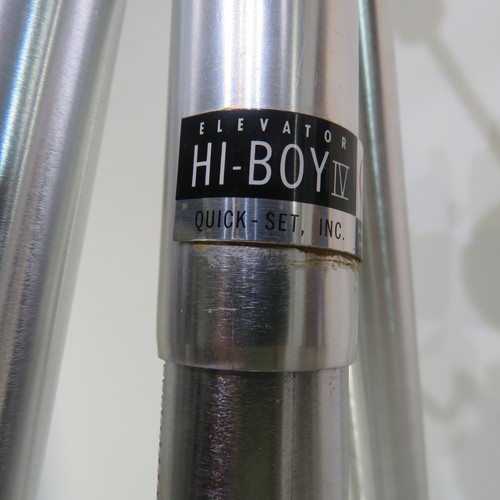 ELEVATOR
HI-BOY IV
QUICK-SET, INC.